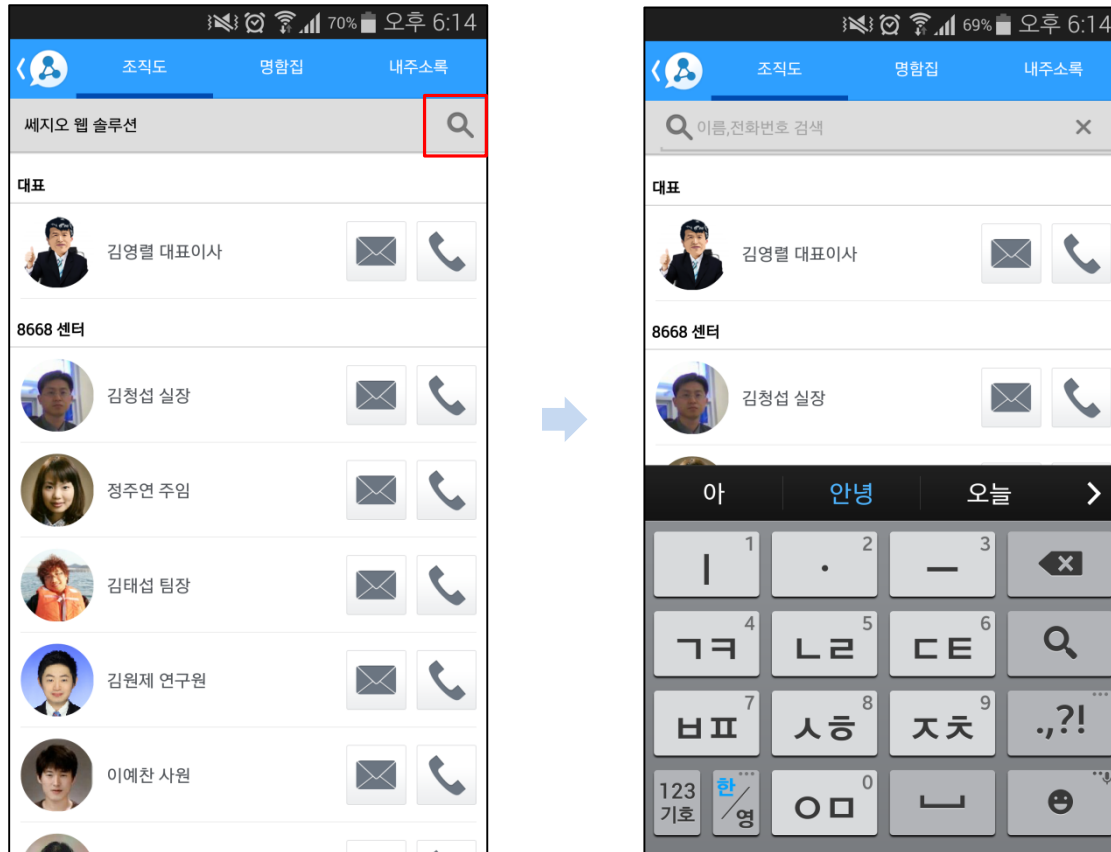 70% 오후 6:14
조직도 명함집 내주소록
쎄지오 웹 솔루션
대표
김영렬 대표이사
8668 센터
김청섭 실장
정주연 주임
김태섭 팀장
김원제 연구원
이예찬 사원
69% 오후 6:14
조직도 명함집 내주소록
이름,전화번호 검색
대표
김영렬 대표이사
8668 센터
김청섭 실장
아 안녕 오늘
ㅣ 1 · 2 ㅡ 3
ㄱㅋ 4 ㄴㄹ 5 ㄷㅌ 6
ㅂㅍ 7 ㅅㅎ 8 ㅈㅊ 9 .,?!
123 기호 한/영 ㅇㅁ 0